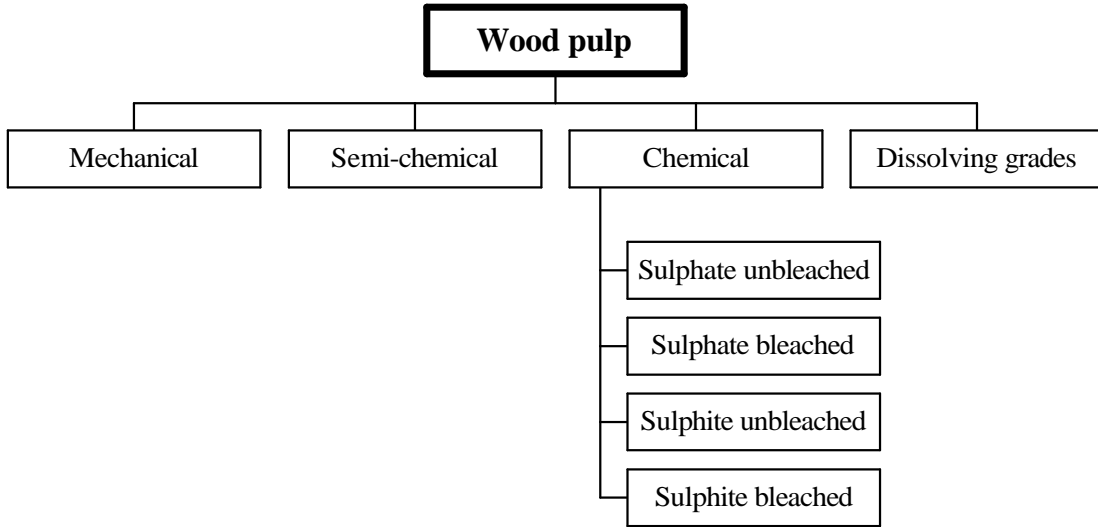 Wood pulp
Mechanical
Semi-chemical
Chemical
Dissolving grades
Sulphate unbleached
Sulphate bleached
Sulphite unbleached
Sulphite bleached